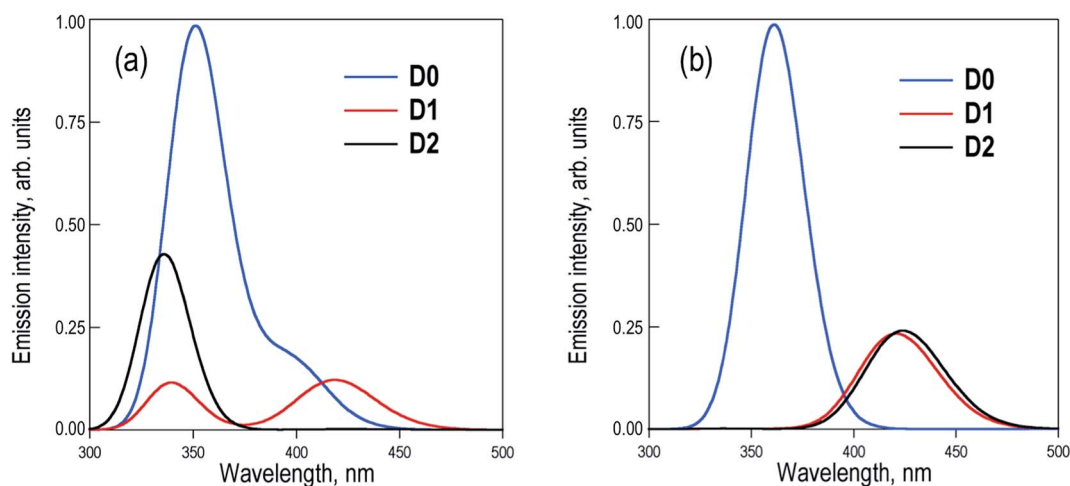 (a)
D0
D1
D2
1.00
0.75
0.50
0.25
0.00
300
350
400
450
500
Emission intensity, arb. units
Wavelength, nm
(b)
D0
D1
D2
1.00
0.75
0.50
0.25
0.00
300
350
400
450
500
Emission intensity, arb. units
Wavelength, nm